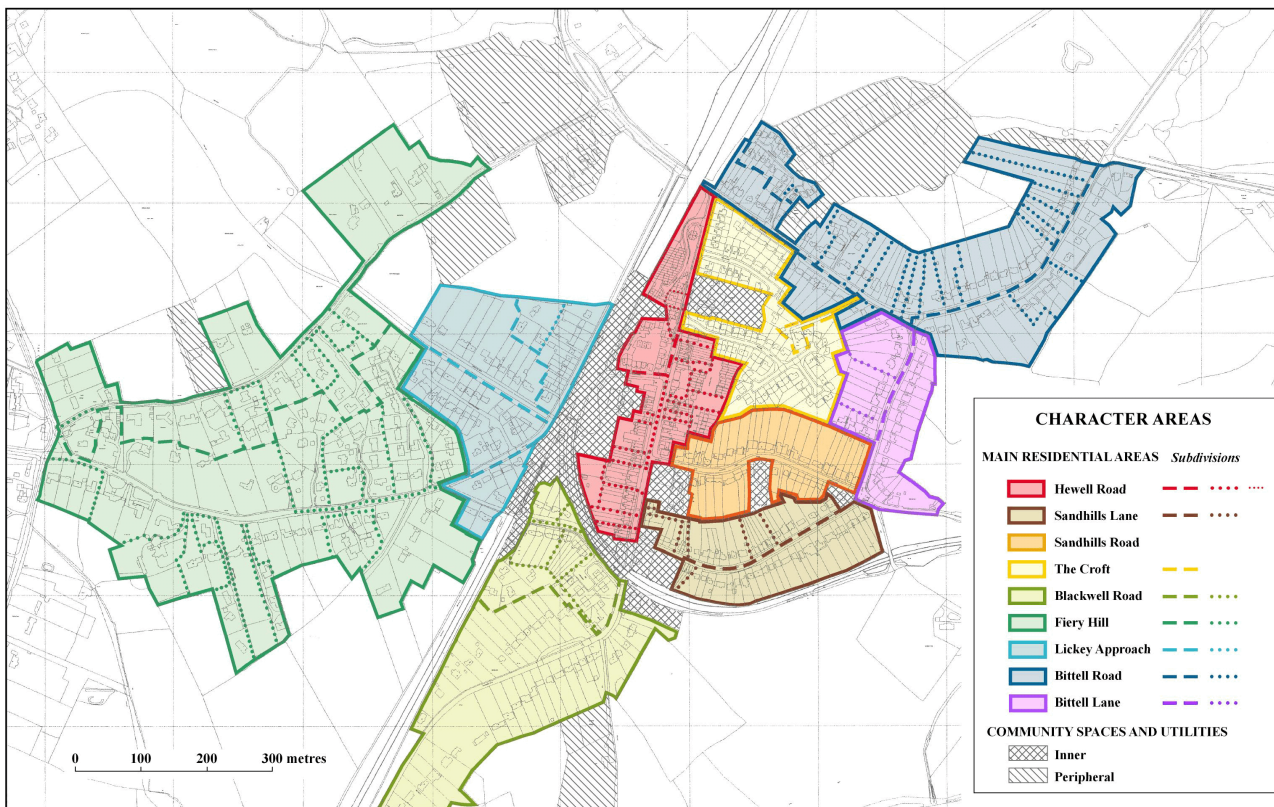 CHARACTER AREAS
MAIN RESIDENTIAL AREAS Subdivisions
Hewell Road
Sandhills Lane
Sandhills Road
The Croft
Blackwell Road
Fiery Hill
Lickey Approach
Bittell Road
Bittell Lane
COMMUNITY SPACES AND UTILITIES
Inner
Peripheral
0 100 200 300 metres